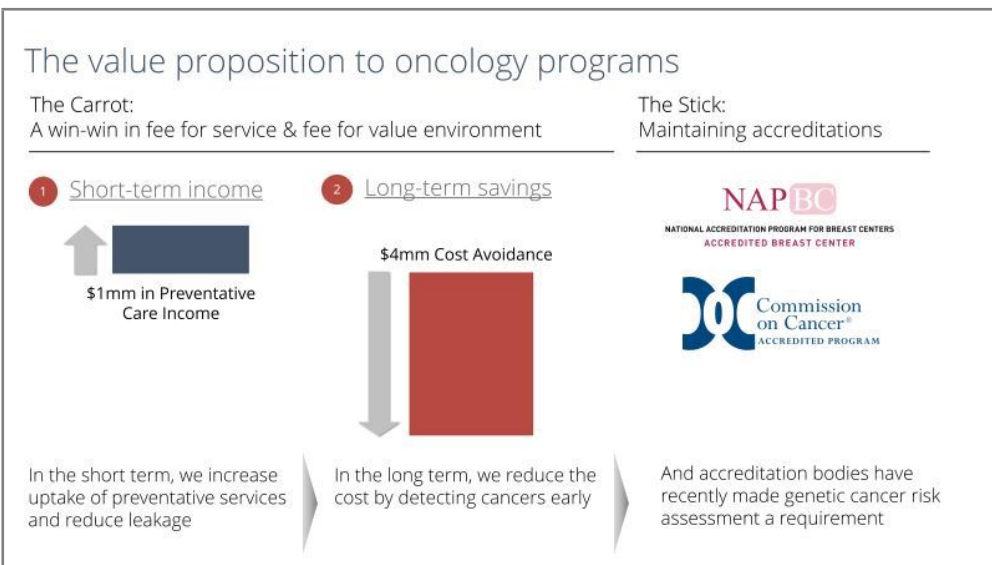 The value proposition to oncology programs
The Carrot:
A win-win in fee for service & fee for value environment
The Stick:
Maintaining accreditations
1 Short-term income
$1mm in Preventative
Care Income
2 Long-term savings
$4mm Cost Avoidance
NAPBC
NATIONAL ACCREDITATION PROGRAM FOR BREAST CENTERS
ACCREDITED BREAST CENTER
Commission
on Cancer®
ACCREDITED PROGRAM
In the short term, we increase
uptake of preventative services
and reduce leakage
In the long term, we reduce the
cost by detecting cancers early
And accreditation bodies have
recently made genetic cancer risk
assessment a requirement